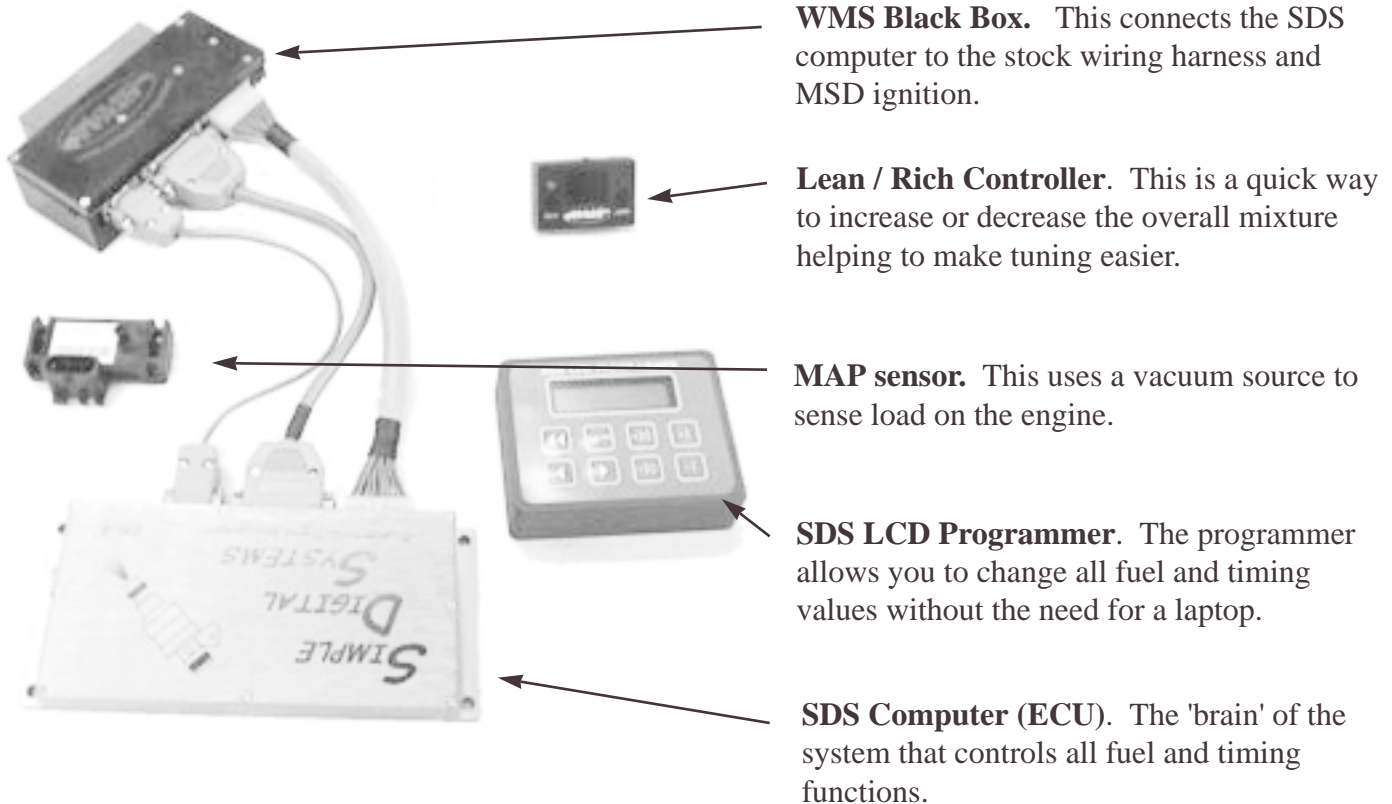 WMS Black Box. This connects the SDS
computer to the stock wiring harness and
MSD ignition.
Lean / Rich Controller. This is a quick way
to increase or decrease the overall mixture
helping to make tuning easier.
MAP sensor. This uses a vacuum source to
sense load on the engine.
SDS LCD Programmer. The programmer
allows you to change all fuel and timing
values without the need for a laptop.
SIMPLE
DIGITAL
SYSTEMS
SDS Computer (ECU). The 'brain' of the
system that controls all fuel and timing
functions.